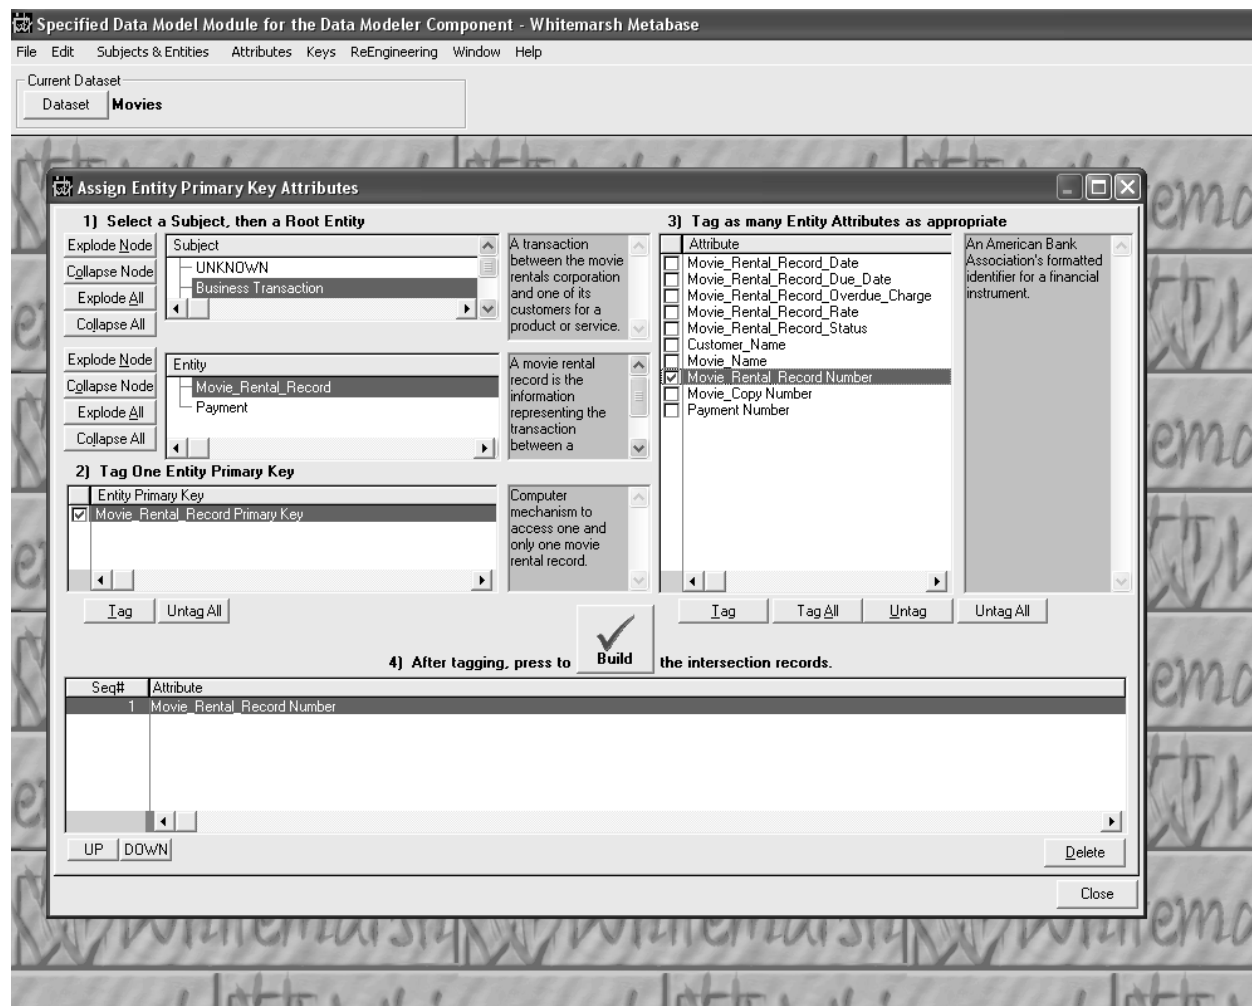 Specified Data Model Module for the Data Modeler Component - Whitemarsh Metabase
File Edit Subjects & Entities Attributes Keys ReEngineering Window Help
Current Dataset
Dataset Movies
Assign Entity Primary Key Attributes
1) Select a Subject, then a Root Entity
Explode Node
Collapse Node
Explode All
Collapse All
Subject
UNKNOWN
Business Transaction
A transaction
between the movie
rentals corporation
and one of its
customers for a
product or service.
Explode Node
Collapse Node
Explode All
Collapse All
Entity
Movie_Rental_Record
Payment
A movie rental
record is the
information
representing the
transaction
between a
2) Tag One Entity Primary Key
Entity Primary Key
Movie_Rental_Record Primary Key
Computer
mechanism to
access one and
only one movie
rental record.
Tag Untag All
3) Tag as many Entity Attributes as appropriate
Attribute
Movie_Rental_Record_Date
Movie_Rental_Record_Due_Date
Movie_Rental_Record_Overdue_Charge
Movie_Rental_Record_Rate
Movie_Rental_Record_Status
Customer_Name
Movie_Name
Movie_Rental_Record Number
Movie_Copy Number
Payment Number
An American Bank
Association's formatted
identifier for a financial
instrument.
Tag Tag All Untag Untag All
4) After tagging, press to Build the intersection records.
Seq# Attribute
1 Movie_Rental_Record Number
UP DOWN
Delete
Close
Whitemarsh